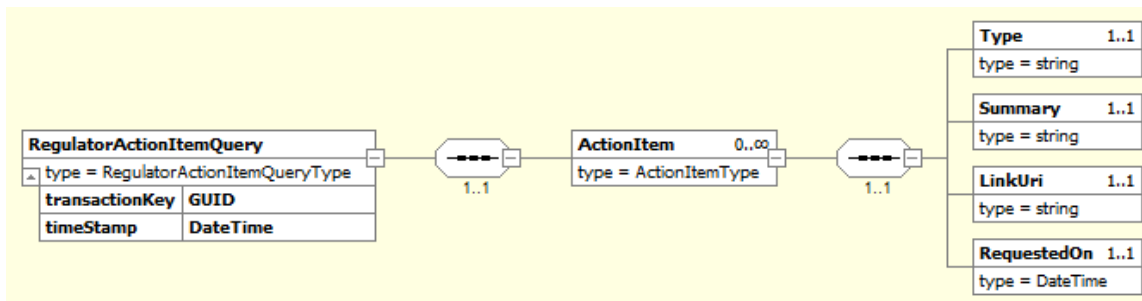 RegulatorActionItemQuery
type = RegulatorActionItemQueryType
transactionKey GUID
timeStamp DateTime
1..1
ActionItem 0..∞
type = ActionItemType
1..1
Type 1..1
type = string
Summary 1..1
type = string
LinkUri 1..1
type = string
RequestedOn 1..1
type = DateTime